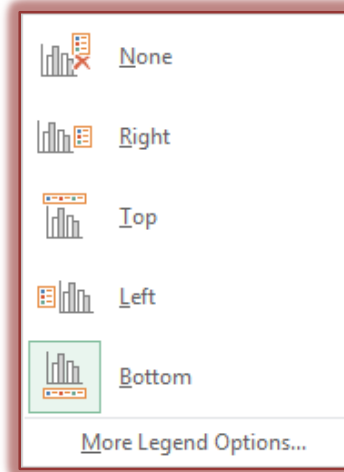 None
Right
Top
Left
Bottom
More Legend Options...